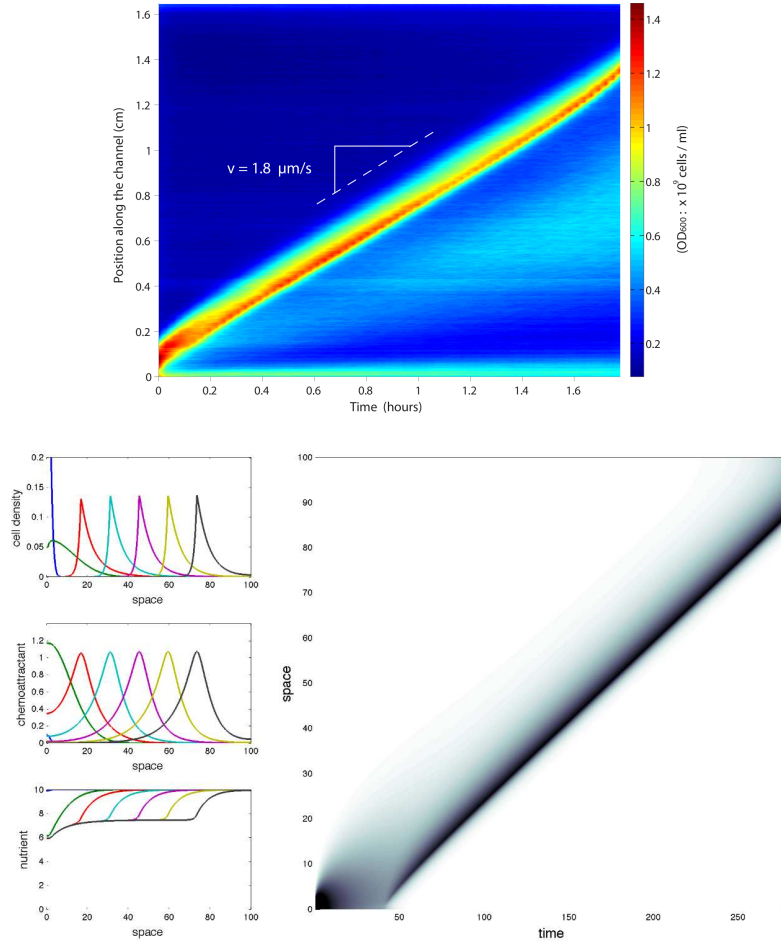 1.6
1.4
1.2
1
0.8
0.6
0.4
0.2
0
Position along the channel (cm)
v = 1.8 µm/s
0 0.2 0.4 0.6 0.8 1 1.2 1.4 1.6
Time (hours)
1.4
1.2
1
0.8
0.6
0.4
0.2
(OD600 : x 10⁹ cells / ml)
0.2
0.15
0.1
0.05
0
cell density
0 20 40 60 80 100
space
1.2
1
0.8
0.6
0.4
0.2
0
chemoattractant
0 20 40 60 80 100
space
10
8
6
4
2
0
nutrient
0 20 40 60 80 100
space
100
90
80
70
60
50
40
30
20
10
0
space
50 100 150 200 250
time